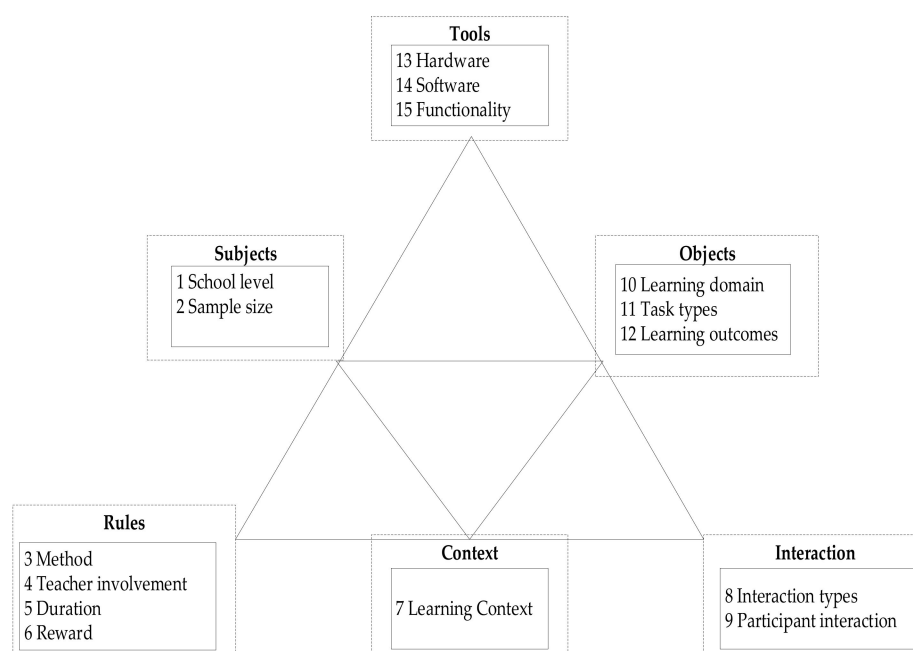 Tools
13 Hardware
14 Software
15 Functionality
Subjects
1 School level
2 Sample size
Objects
10 Learning domain
11 Task types
12 Learning outcomes
Rules
3 Method
4 Teacher involvement
5 Duration
6 Reward
Context
7 Learning Context
Interaction
8 Interaction types
9 Participant interaction